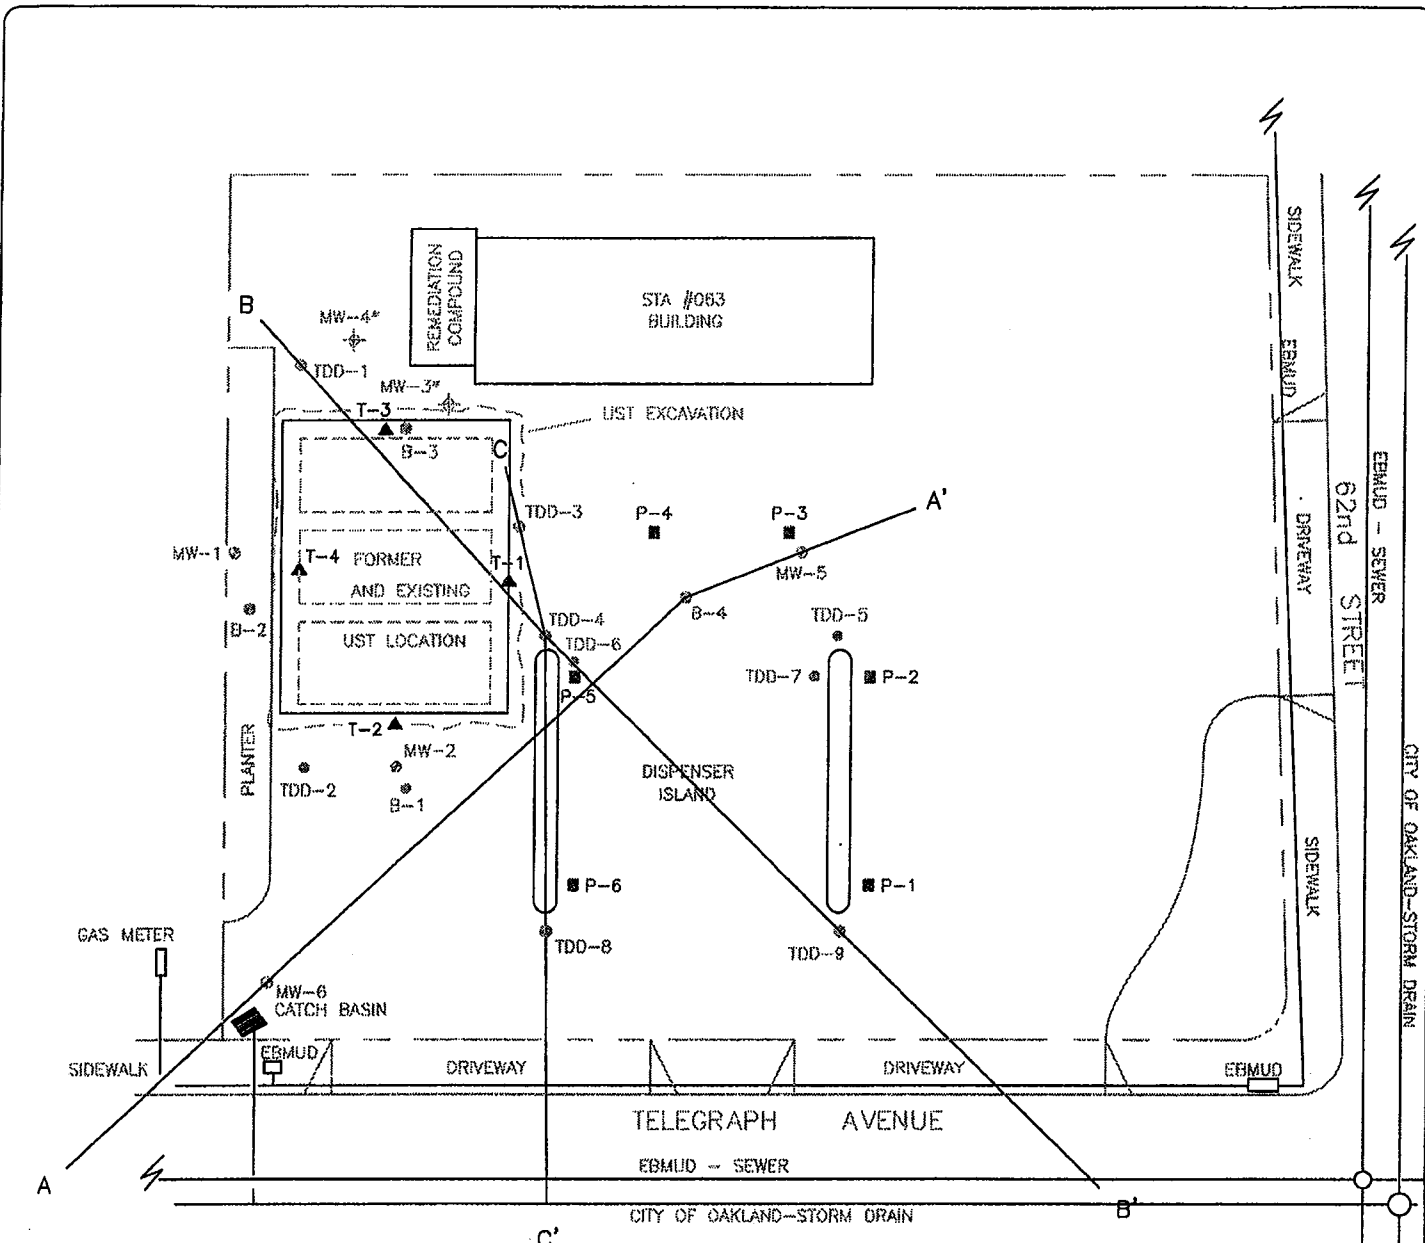 SIDEWALK
REMEDIATION
COMPOUND
STA #063
BUILDING
B
MW-4*
TDD-1
MW-3*
T-3
B-3
UST EXCAVATION
EBMUD
C
TDD-3
P-4
P-3
A'
MW-5
EBMUD - SEWER
62nd STREET
DRIVEWAY
MW-1
T-4
FORMER
AND EXISTING
UST LOCATION
T-1
B-2
B-4
TDD-4
TDD-6
TDD-5
TDD-7
P-2
P-5
T-2
MW-2
TDD-2
B-1
PLANTER
DISPENSER
ISLAND
CITY OF OAKLAND-STORM DRAIN
SIDEWALK
P-6
P-1
TDD-8
TDD-9
GAS METER
MW-6
CATCH BASIN
SIDEWALK
EBMUD
DRIVEWAY
DRIVEWAY
EBMUD
TELEGRAPH AVENUE
EBMUD - SEWER
A
B'
CITY OF OAKLAND-STORM DRAIN
C'